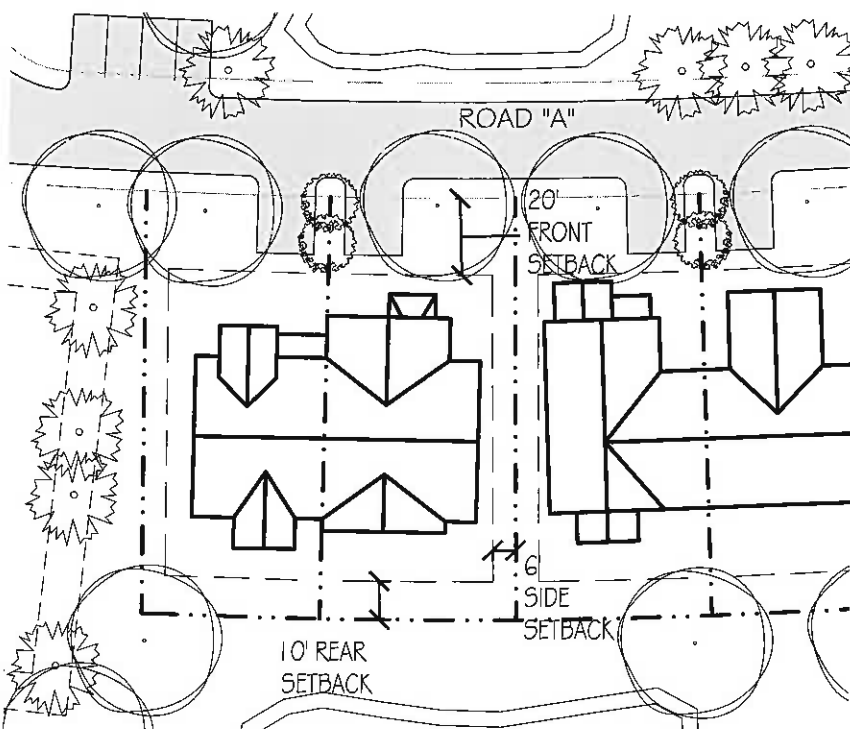 ROAD "A"
20'
FRONT
SETBACK
6'
SIDE
SETBACK
10' REAR
SETBACK